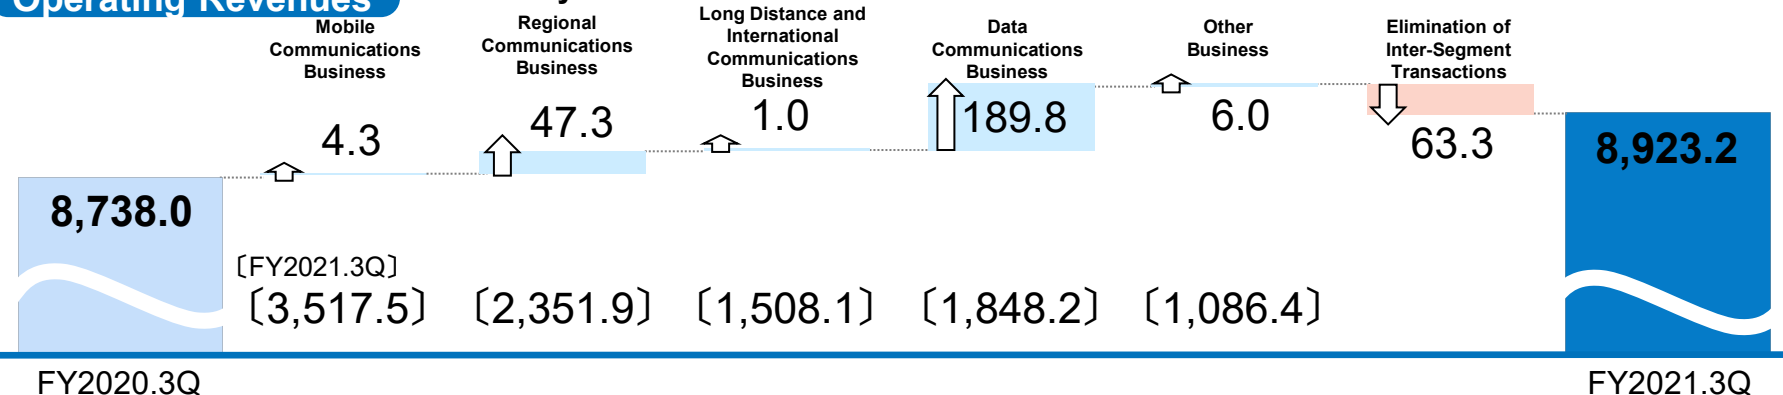 Operating Revenues
y
Mobile
Communications
Business
Regional
Communications
Business
Long Distance and
International
Communications
Business
Data
Communications
Business
Other
Business
Elimination of
Inter-Segment
Transactions
4.3
47.3
1.0
189.8
6.0
63.3
8,738.0
8,923.2
〔FY2021.3Q〕
〔3,517.5〕
〔2,351.9〕
〔1,508.1〕
〔1,848.2〕
〔1,086.4〕
FY2020.3Q
FY2021.3Q